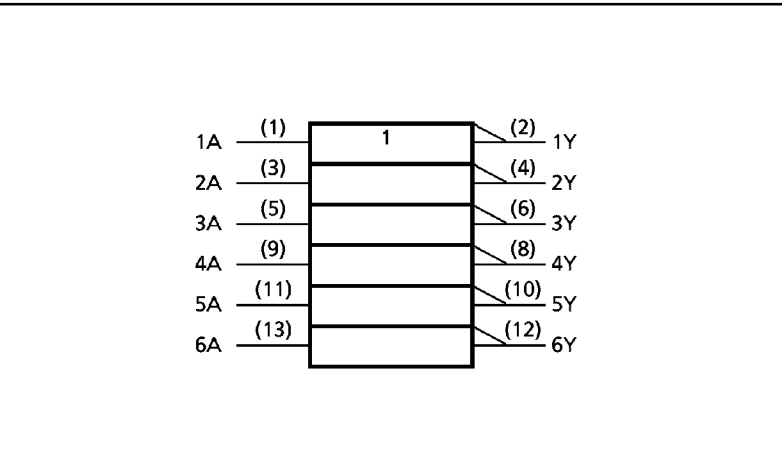 1A (1) 1 (2) 1Y
2A (3) (4) 2Y
3A (5) (6) 3Y
4A (9) (8) 4Y
5A (11) (10) 5Y
6A (13) (12) 6Y